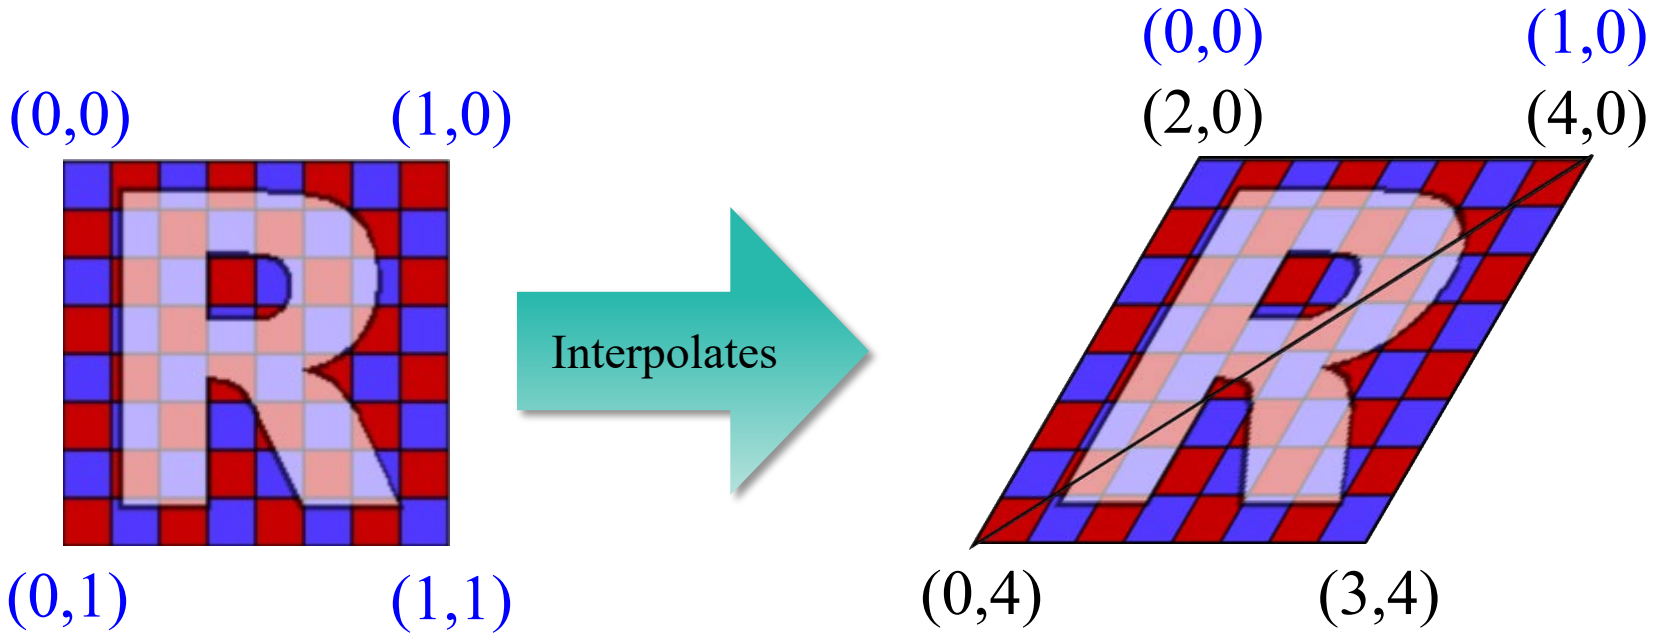 (0,0) (1,0)
(0,0) (1,0)
(2,0) (4,0)
R
Interpolates
R
(0,1) (1,1)
(0,4) (3,4)